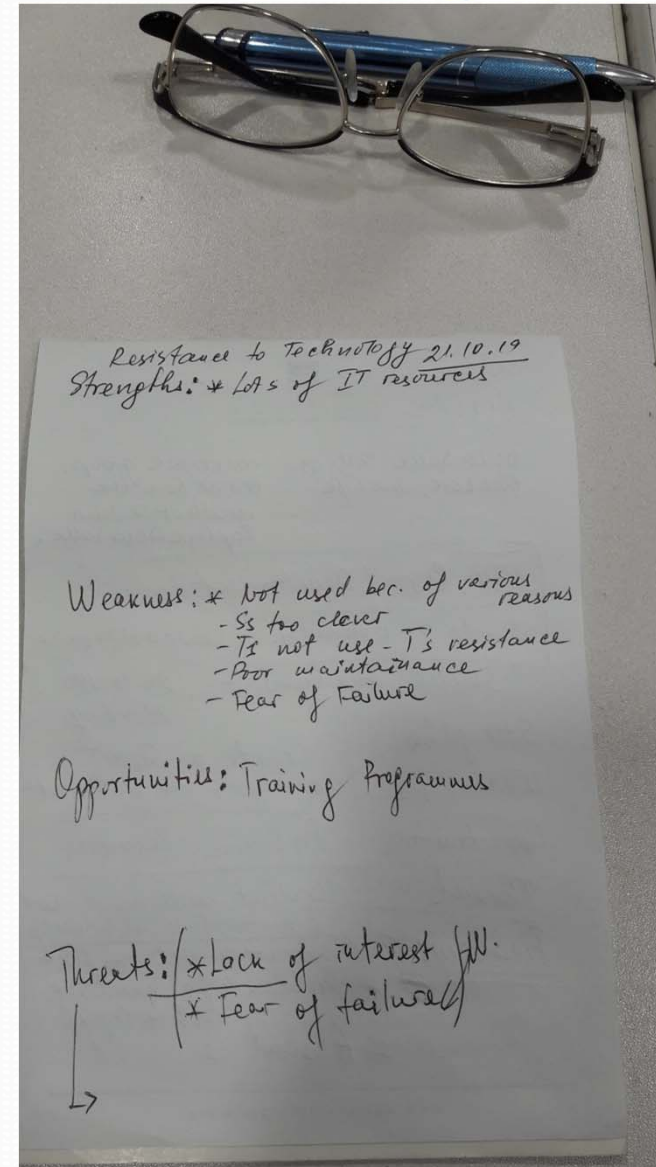 Resistance to Technology 21.10.19
Strengths: * Lots of IT resources
Weakness: * Not used bec. of various
reasons
- Ss too clever
- Ts not use - T's resistance
- Poor maintainance
- Fear of Failure
Opportunities: Training Programmes
Threats: * Lack of interest W.
* Fear of failure